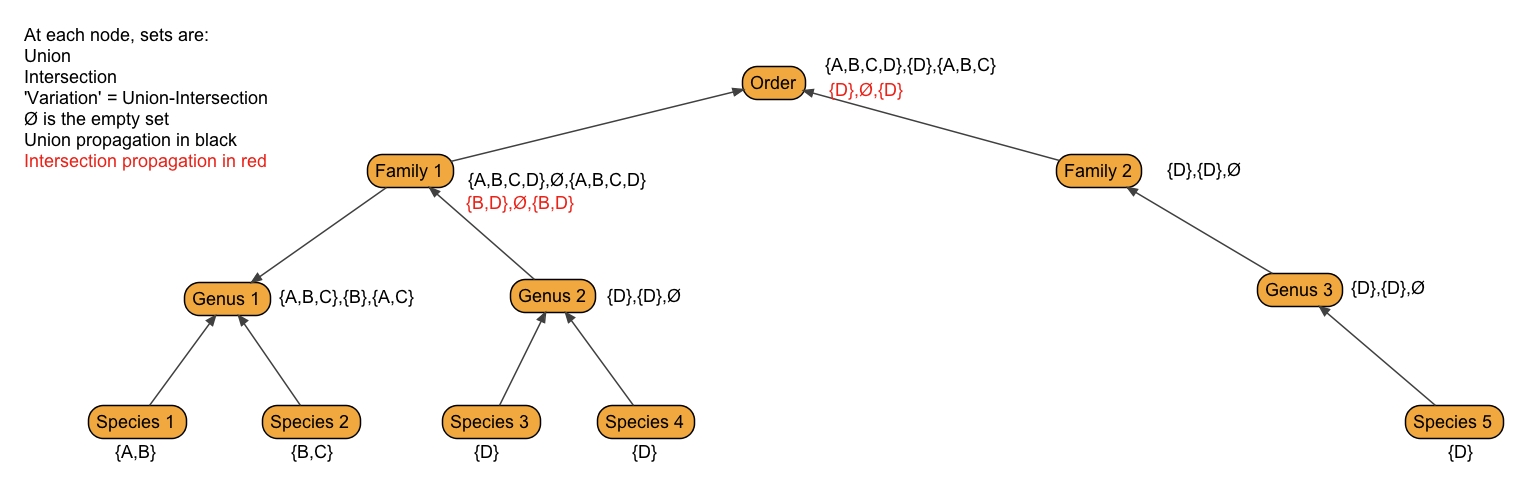 At each node, sets are:
Union
Intersection
'Variation' = Union-Intersection
Ø is the empty set
Union propagation in black
Intersection propagation in red
Order
{A,B,C,D},{D},{A,B,C}
{D},Ø,{D}
Family 1
{A,B,C,D},Ø,{A,B,C,D}
{B,D},Ø,{B,D}
Family 2
{D},{D},Ø
Genus 1
{A,B,C},{B},{A,C}
Genus 2
{D},{D},Ø
Genus 3
{D},{D},Ø
Species 1
{A,B}
Species 2
{B,C}
Species 3
{D}
Species 4
{D}
Species 5
{D}